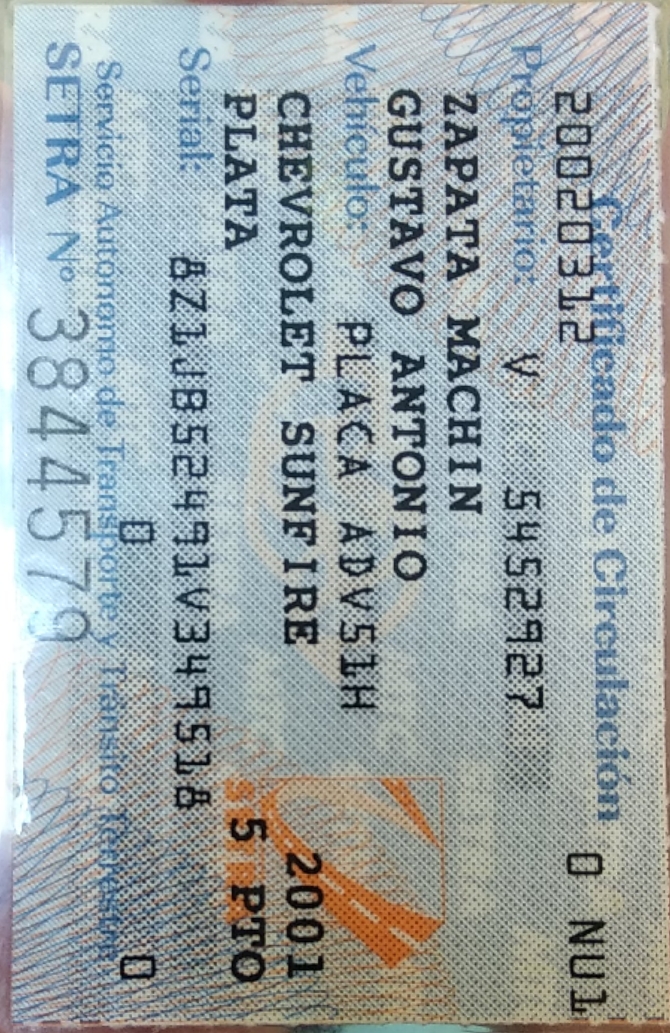 Certificado de Circulación
20020312 0 NU1
Propietario: V 5452927
ZAPATA MACHIN
GUSTAVO ANTONIO
Vehículo: PLACA ADV51H
CHEVROLET SUNFIRE 2001
PLATA 5 PTO
Serial: 8Z1JB52491V349518
0 0
Servicio Autónomo de Transporte y Tránsito Terrestre
SETRA Nº 3844579